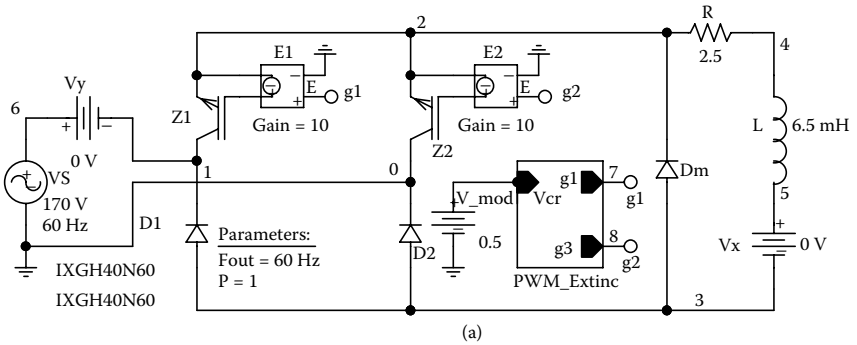 2
R
2.5
4
E1
E
g1
Gain = 10
E2
E
g2
Gain = 10
Vy
6
0 V
Z1
Z2
L
6.5 mH
VS
170 V
60 Hz
1
0
Dm
5
D1
Parameters:
Fout = 60 Hz
P = 1
D2
V_mod
0.5
Vcr
g1
7
g1
g3
8
g2
PWM_Extinc
Vx
0 V
IXGH40N60
IXGH40N60
3
(a)